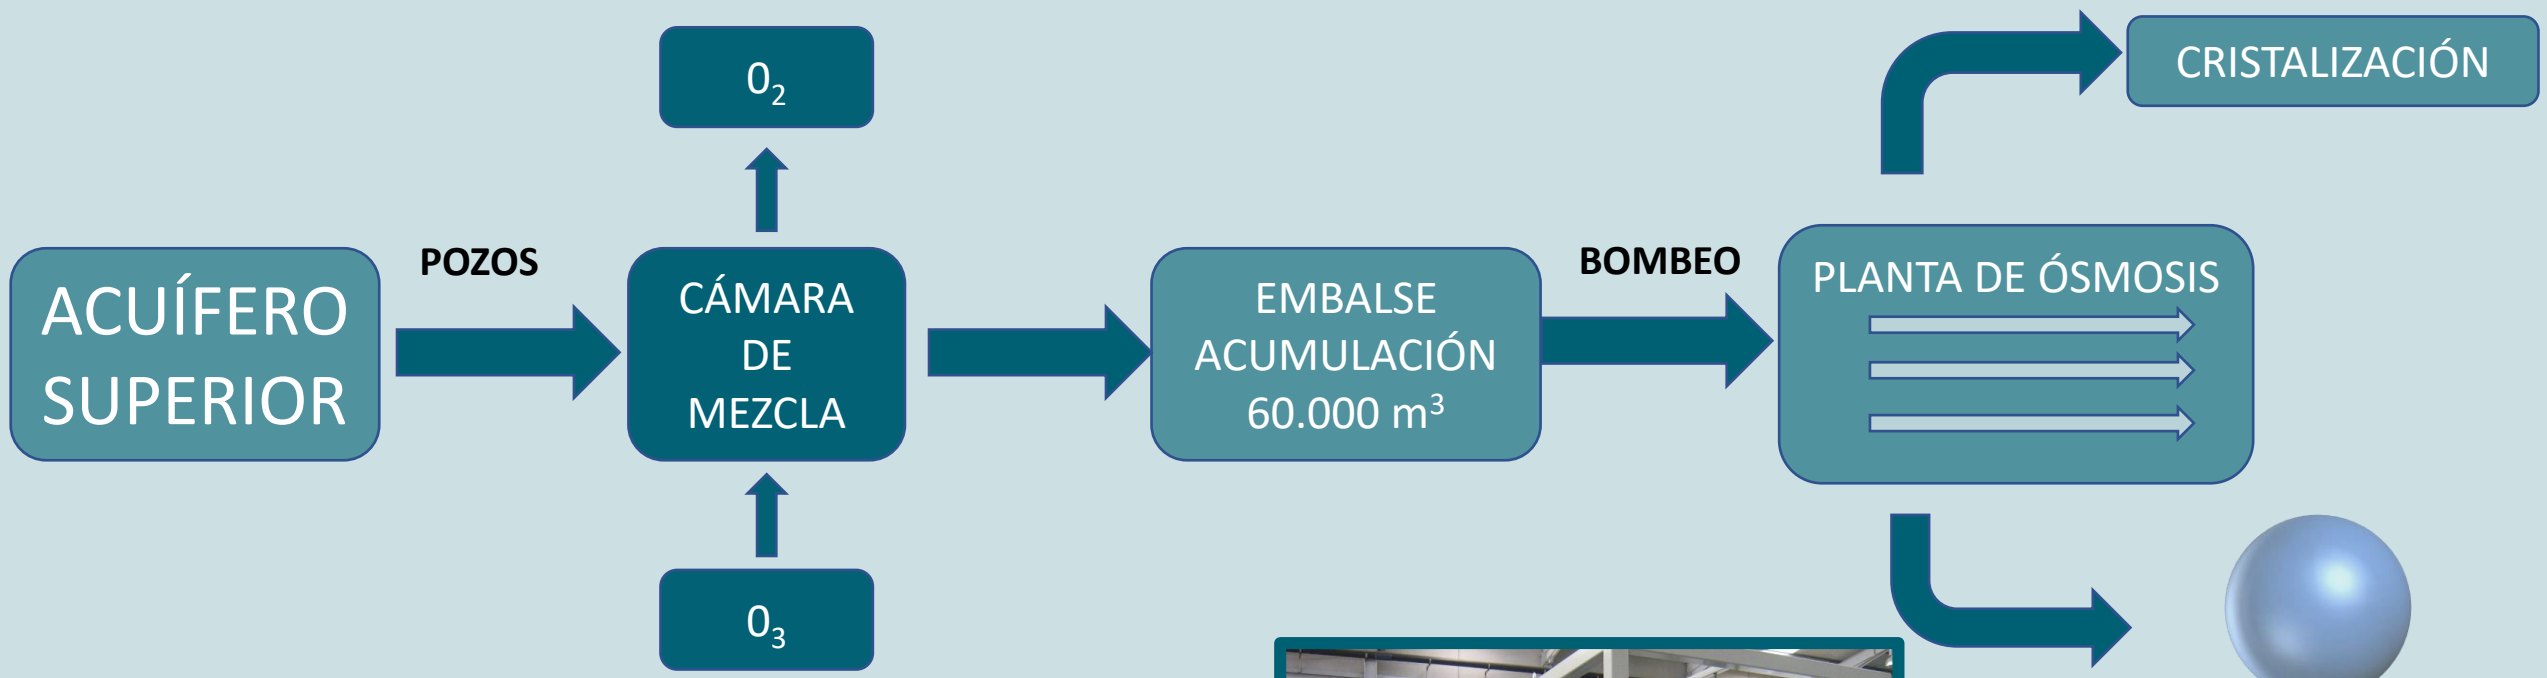 0₂
CRISTALIZACIÓN
ACUÍFERO
SUPERIOR
POZOS
CÁMARA
DE
MEZCLA
EMBALSE
ACUMULACIÓN
60.000 m³
BOMBEO
PLANTA DE ÓSMOSIS
0₃